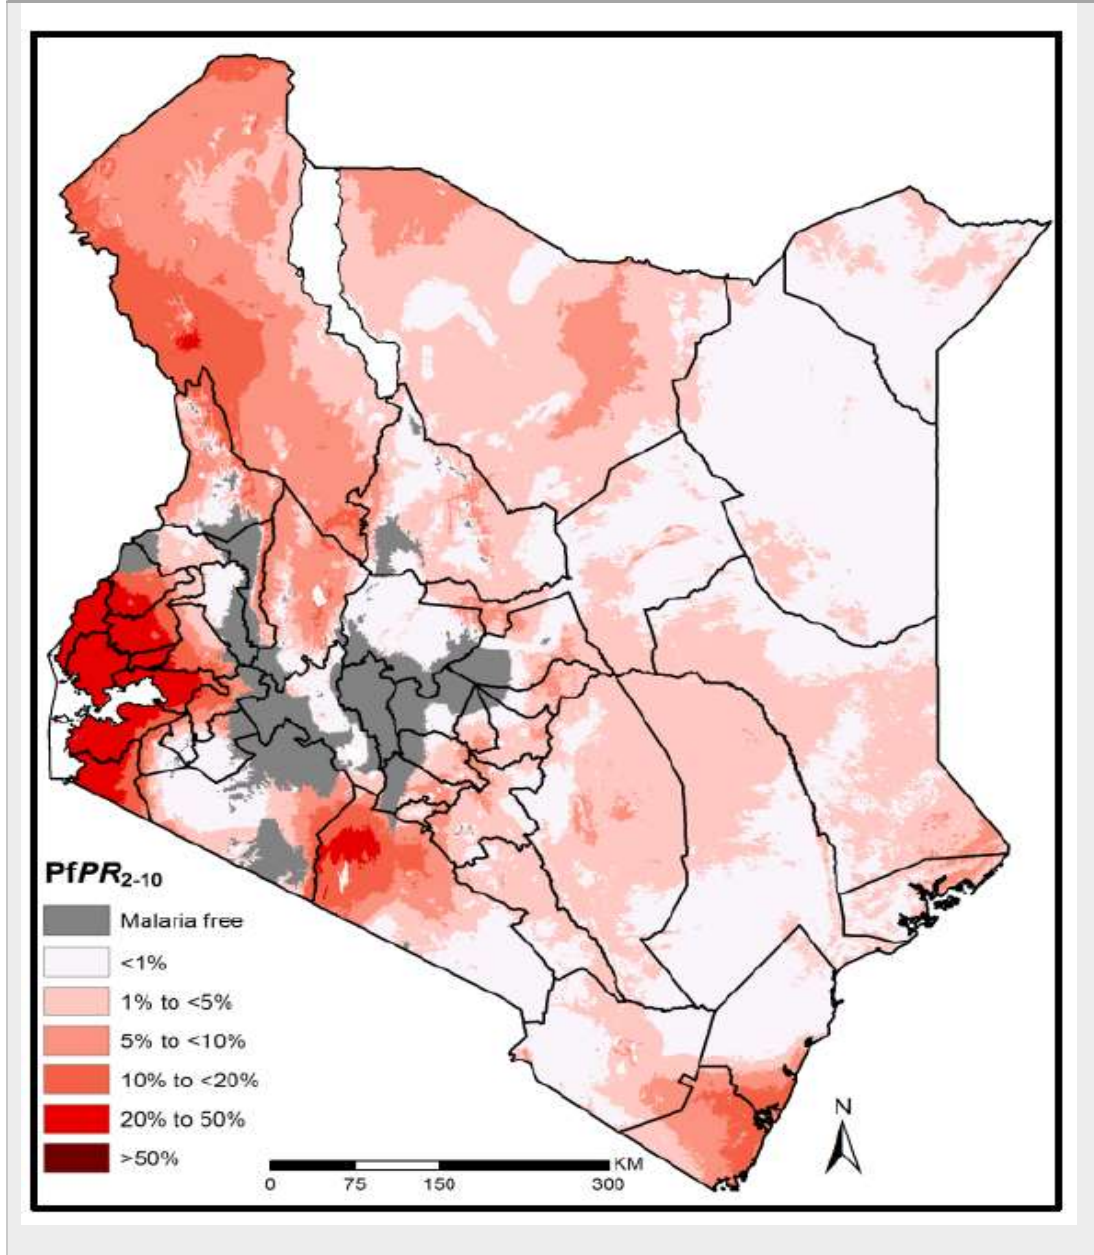 PfPR2-10
Malaria free
<1%
1% to <5%
5% to <10%
10% to <20%
20% to 50%
>50%
KM
0 75 150 300
N